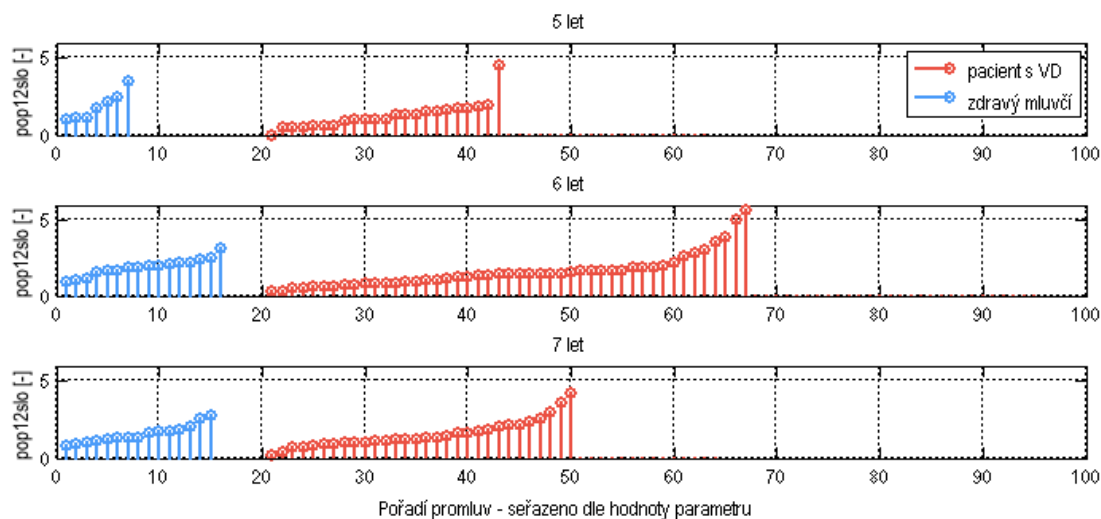 5 let
pop12slo [-]
5
0
0 10 20 30 40 50 60 70 80 90 100
pacient s VD
zdravý mluvčí
6 let
pop12slo [-]
5
0
0 10 20 30 40 50 60 70 80 90 100
7 let
pop12slo [-]
5
0
0 10 20 30 40 50 60 70 80 90 100
Pořadí promluv - seřazeno dle hodnoty parametru